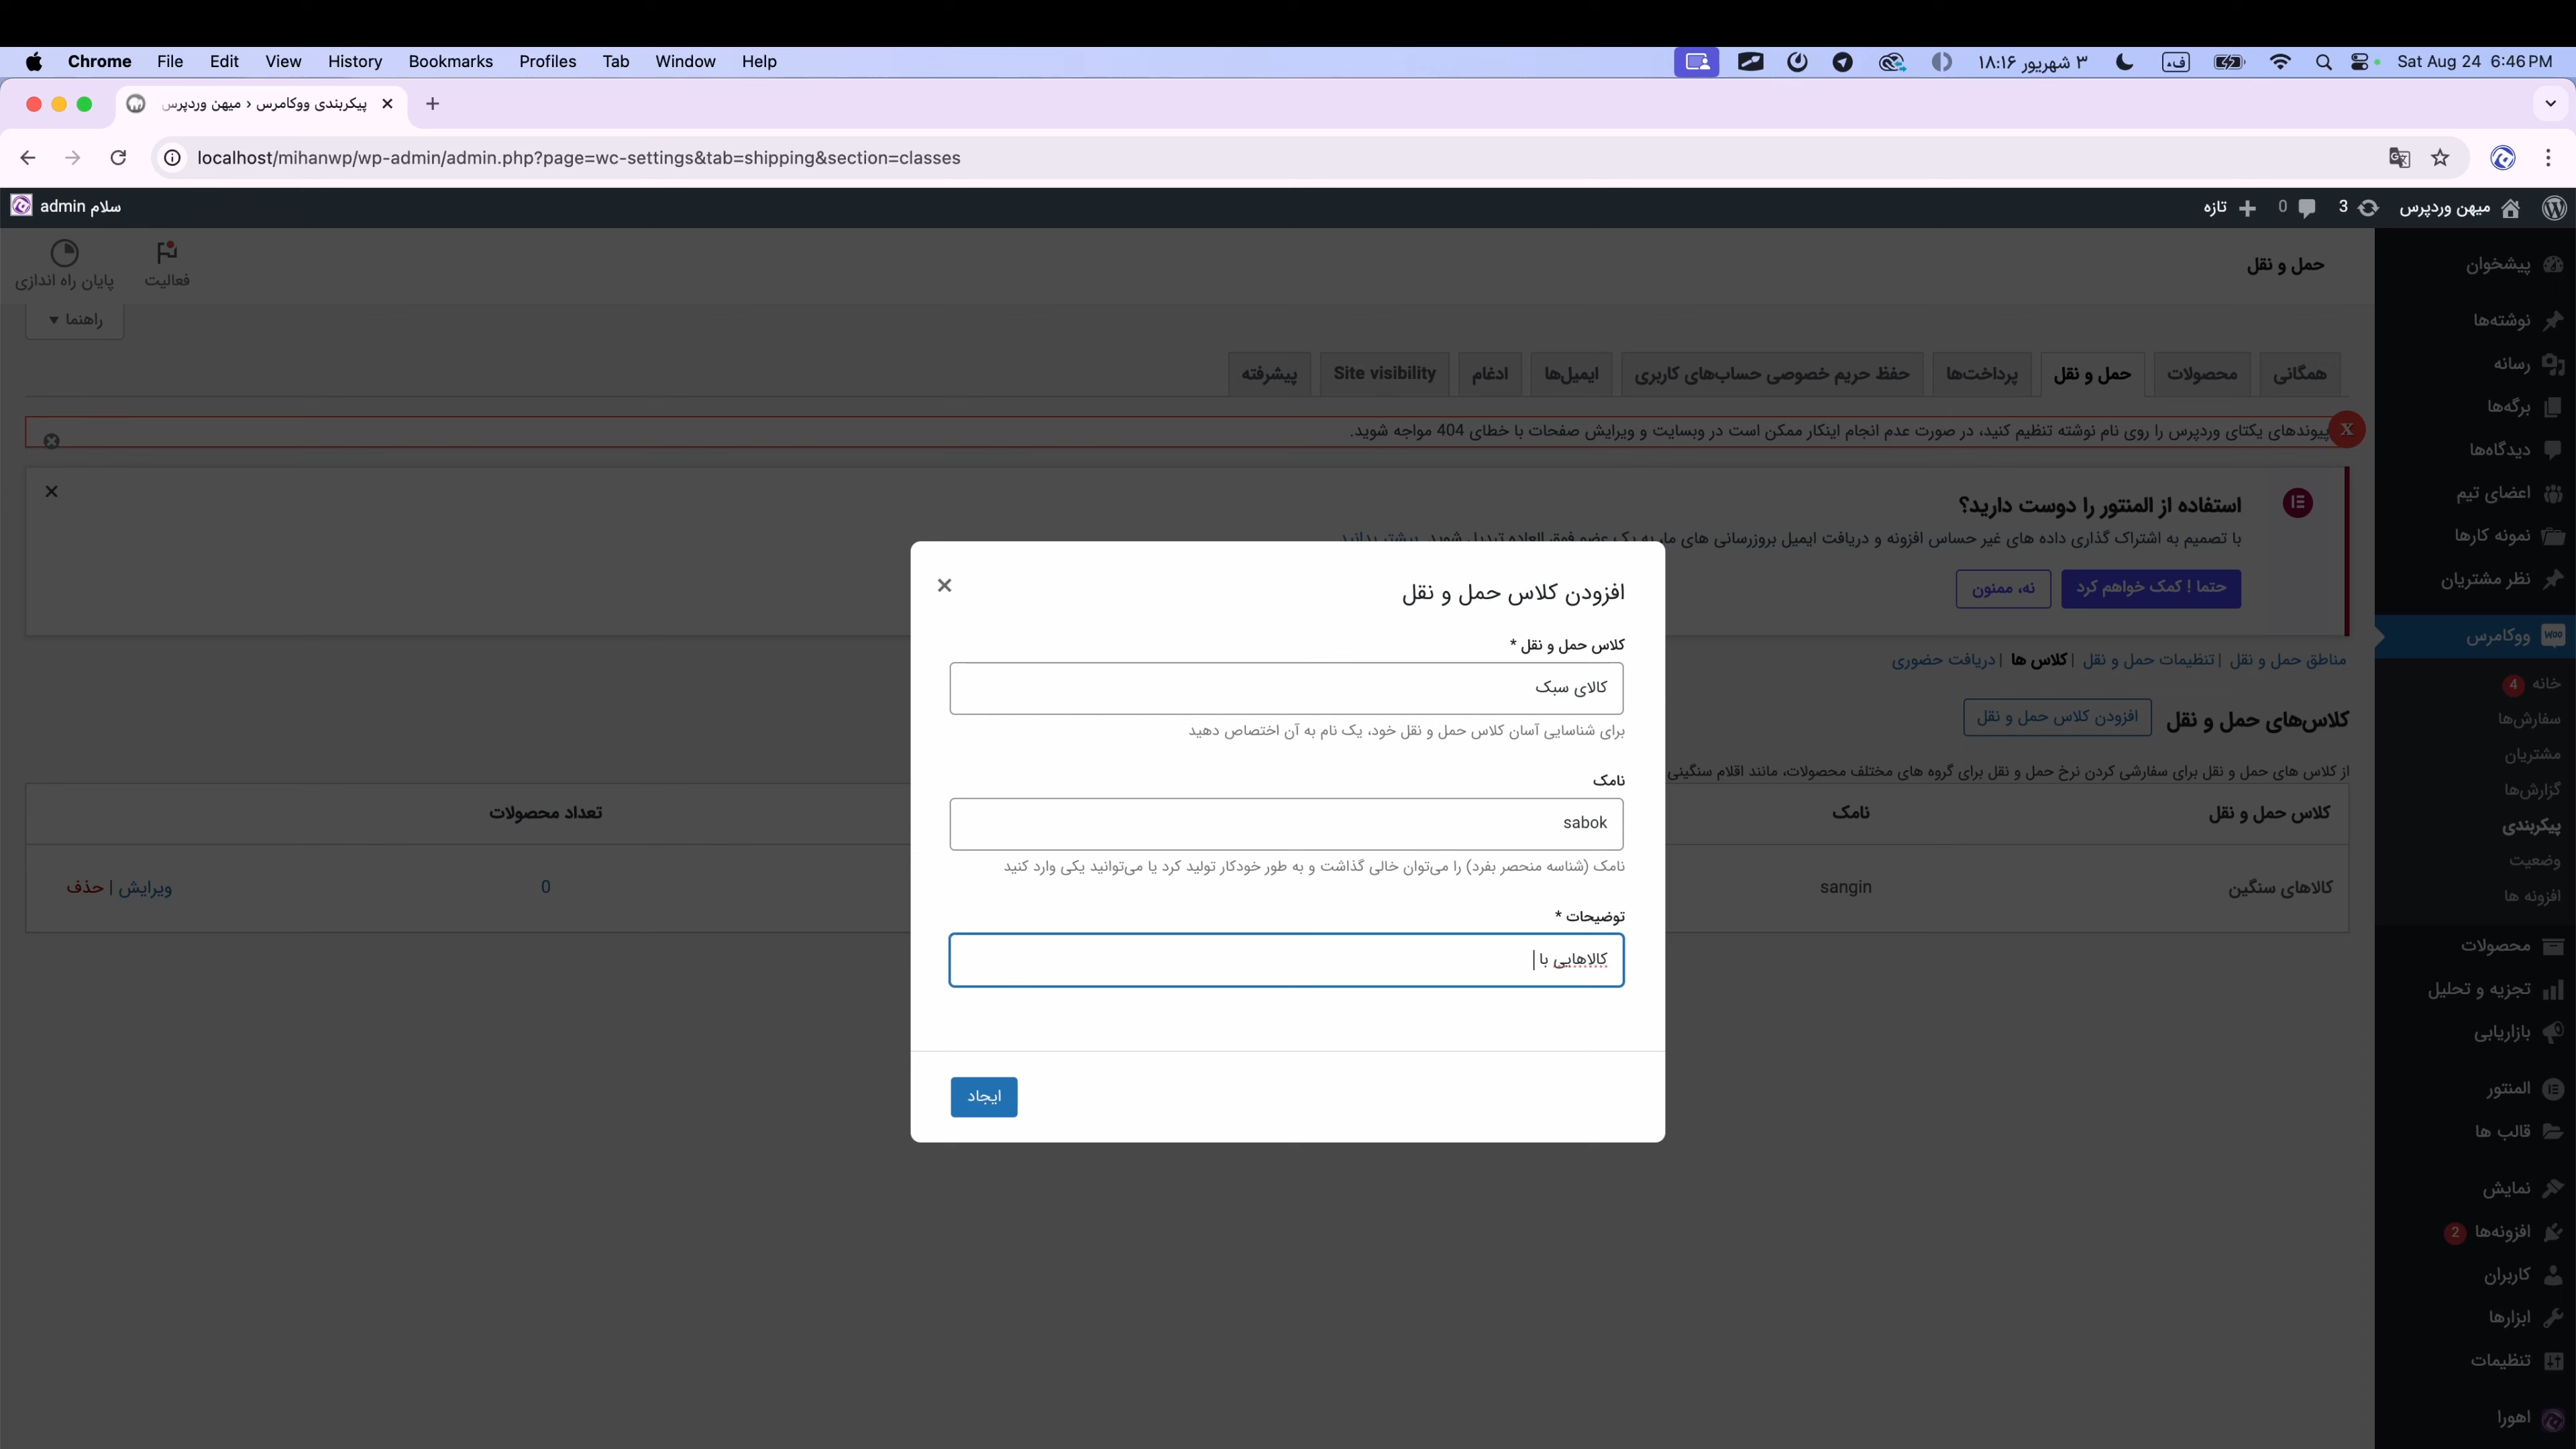 Chrome File Edit View History Bookmarks Profiles Tab Window Help ۳ شهریور ۱۸:۱۶ Sat Aug 24 6:46 PM
پیکربندی ووکامرس ‹ میهن وردپرس
localhost/mihanwp/wp-admin/admin.php?page=wc-settings&tab=shipping&section=classes
میهن وردپرس 3 0 تازه
سلام admin
حمل و نقل
فعالیت
پایان راه اندازی
راهنما
همگانی محصولات حمل و نقل پرداخت‌ها حفظ حریم خصوصی حساب‌های کاربری ایمیل‌ها ادغام Site visibility پیشرفته
X
پیوندهای یکتای وردپرس را روی نام نوشته تنظیم کنید، در صورت عدم انجام اینکار ممکن است در وبسایت و ویرایش صفحات با خطای 404 مواجه شوید.
استفاده از المنتور را دوست دارید؟
با تصمیم به اشتراک گذاری داده های غیر حساس افزونه و دریافت ایمیل بروزرسانی های ما، به یک عضو فوق العاده تبدیل شوید. بیشتر بدانید
حتما ! کمک خواهم کرد
نه، ممنون
مناطق حمل و نقل | تنظیمات حمل و نقل | کلاس ها | دریافت حضوری
کلاس‌های حمل و نقل
افزودن کلاس حمل و نقل
از کلاس های حمل و نقل برای سفارشی کردن نرخ حمل و نقل برای گروه های مختلف محصولات، مانند اقلام سنگینی
کلاس حمل و نقل نامک تعداد محصولات
کالاهای سنگین sangin 0 ویرایش | حذف
افزودن کلاس حمل و نقل
کلاس حمل و نقل *
کالای سبک
برای شناسایی آسان کلاس حمل و نقل خود، یک نام به آن اختصاص دهید
نامک
sabok
نامک (شناسه منحصر بفرد) را می‌توان خالی گذاشت و به طور خودکار تولید کرد یا می‌توانید یکی وارد کنید
توضیحات *
کالاهایی با
ایجاد
پیشخوان
نوشته‌ها
رسانه
برگه‌ها
دیدگاه‌ها
اعضای تیم
نمونه کارها
نظر مشتریان
ووکامرس
خانه 4
سفارش‌ها
مشتریان
گزارش‌ها
پیکربندی
وضعیت
افزونه ها
محصولات
تجزیه و تحلیل
بازاریابی
المنتور
قالب ها
نمایش
افزونه‌ها 2
کاربران
ابزارها
تنظیمات
اهورا